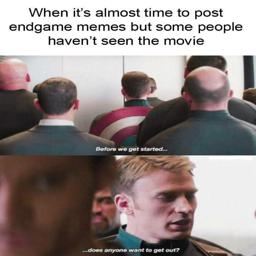 When it's almost time to post
endgame memes but some people
haven't seen the movie
Before we get started...
...does anyone want to get out?